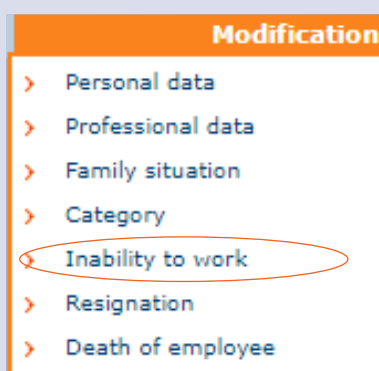 Modification
Personal data
Professional data
Family situation
Category
Inability to work
Resignation
Death of employee